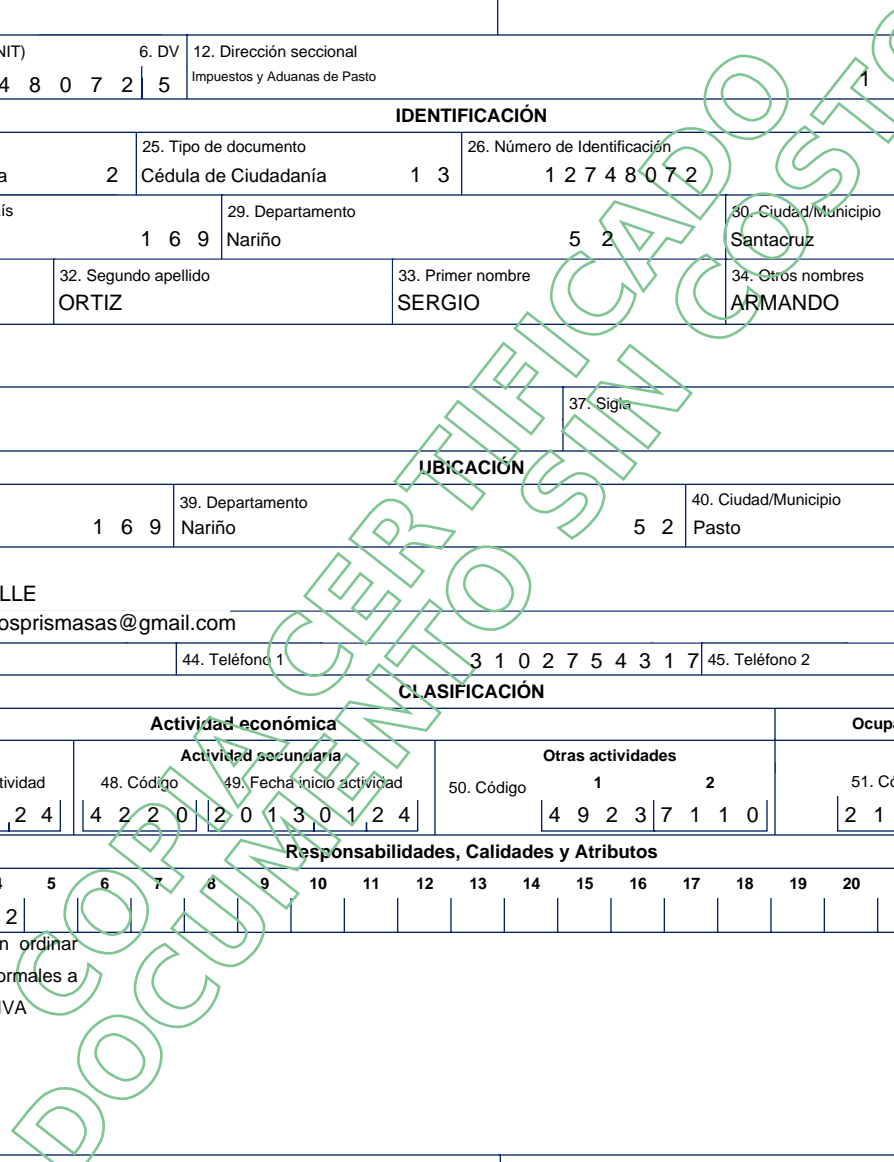 NIT) 6. DV 12. Dirección seccional
4 8 0 7 2 5 Impuestos y Aduanas de Pasto 1
IDENTIFICACIÓN
25. Tipo de documento 26. Número de Identificación
a 2 Cédula de Ciudadanía 1 3 1 2 7 4 8 0 7 2
ís 29. Departamento 30. Ciudad/Municipio
1 6 9 Nariño 5 2 Santacruz
32. Segundo apellido 33. Primer nombre 34. Otros nombres
ORTIZ SERGIO ARMANDO
37. Sigla
UBICACIÓN
39. Departamento 40. Ciudad/Municipio
1 6 9 Nariño 5 2 Pasto
LLE
osprismasas@gmail.com
44. Teléfono 1 3 1 0 2 7 5 4 3 1 7 45. Teléfono 2
CLASIFICACIÓN
Actividad económica Ocupa
Actividad secundaria Otras actividades
tividad 48. Código 49. Fecha inicio actividad 50. Código 1 2 51. Có
2 4 4 2 2 0 2 0 1 3 0 1 2 4 4 9 2 3 7 1 1 0 2 1
Responsabilidades, Calidades y Atributos
4 5 6 7 8 9 10 11 12 13 14 15 16 17 18 19 20
2
n ordinar
ormales a
IVA
COPIA CERTIFICADO
DOCUMENTO SIN COSTO